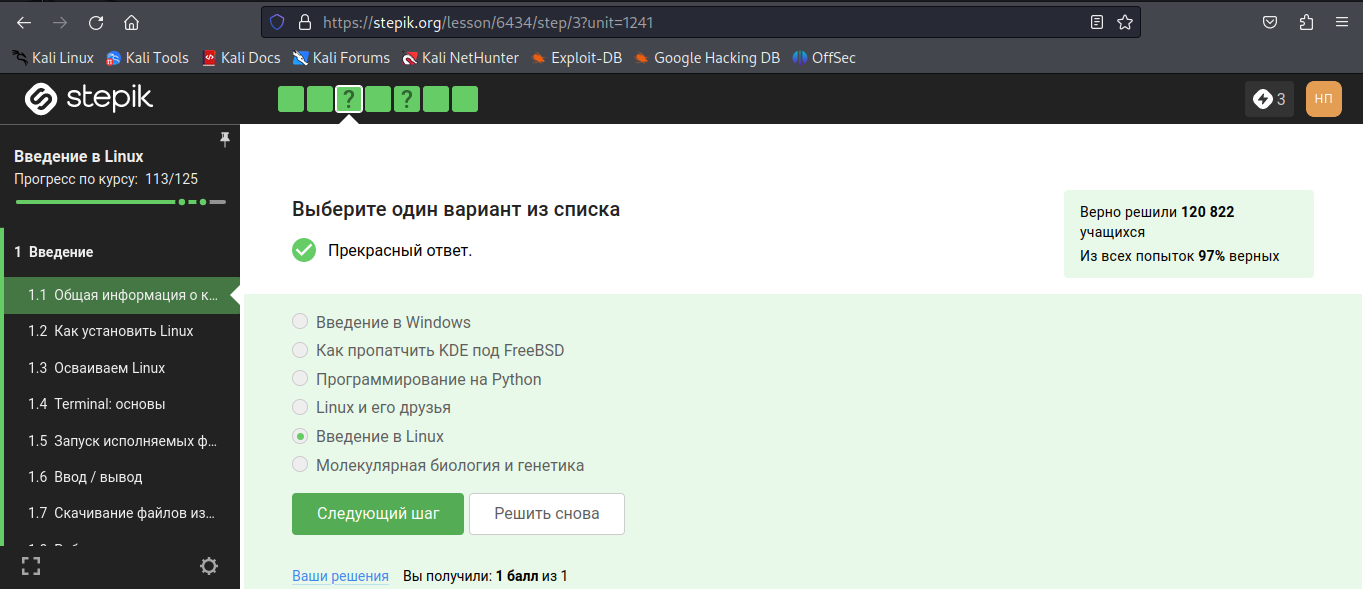 https://stepik.org/lesson/6434/step/3?unit=1241
Kali Linux Kali Tools Kali Docs Kali Forums Kali NetHunter Exploit-DB Google Hacking DB OffSec
stepik ? ? 3 НП
Введение в Linux
Прогресс по курсу: 113/125
1 Введение
1.1 Общая информация о к...
1.2 Как установить Linux
1.3 Осваиваем Linux
1.4 Terminal: основы
1.5 Запуск исполняемых ф...
1.6 Ввод / вывод
1.7 Скачивание файлов из...
Выберите один вариант из списка
Прекрасный ответ.
Верно решили 120 822
учащихся
Из всех попыток 97% верных
Введение в Windows
Как пропатчить KDE под FreeBSD
Программирование на Python
Linux и его друзья
Введение в Linux
Молекулярная биология и генетика
Следующий шаг Решить снова
Ваши решения Вы получили: 1 балл из 1